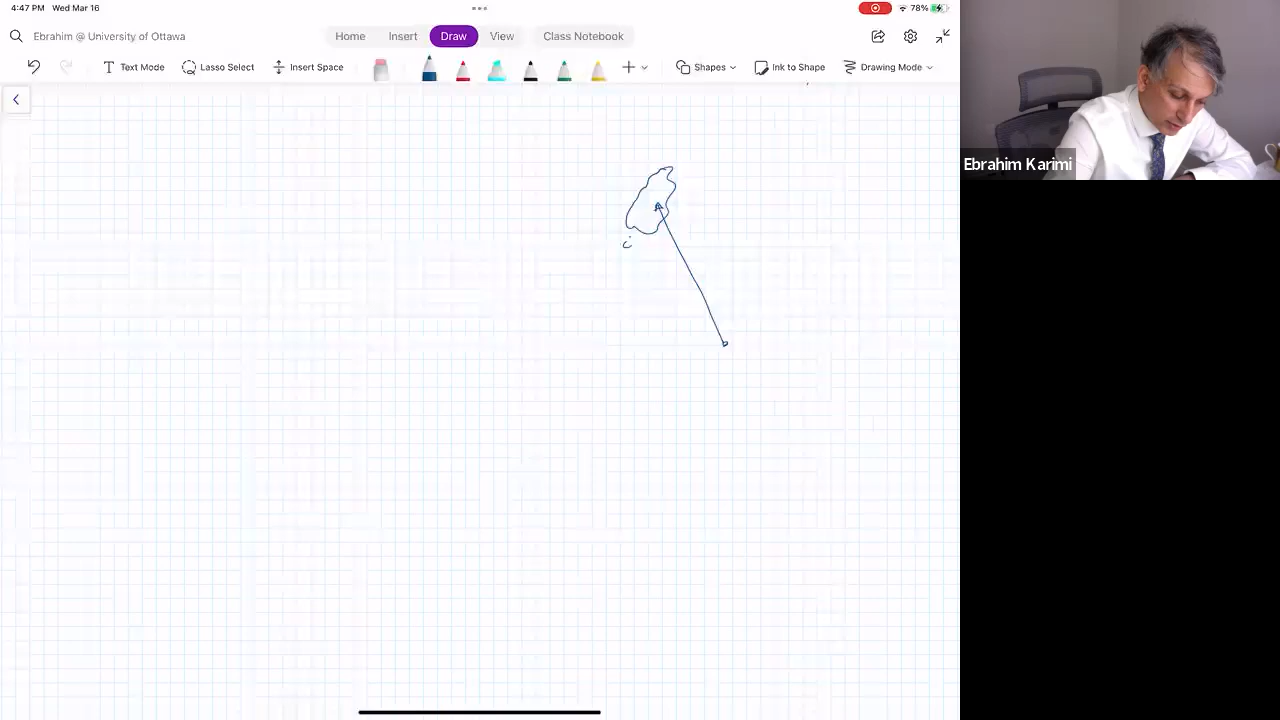 4:47 PM Wed Mar 16
78%
Ebrahim @ University of Ottawa
Home Insert Draw View Class Notebook
Text Mode Lasso Select Insert Space Shapes Ink to Shape Drawing Mode
Ebrahim Karimi
i